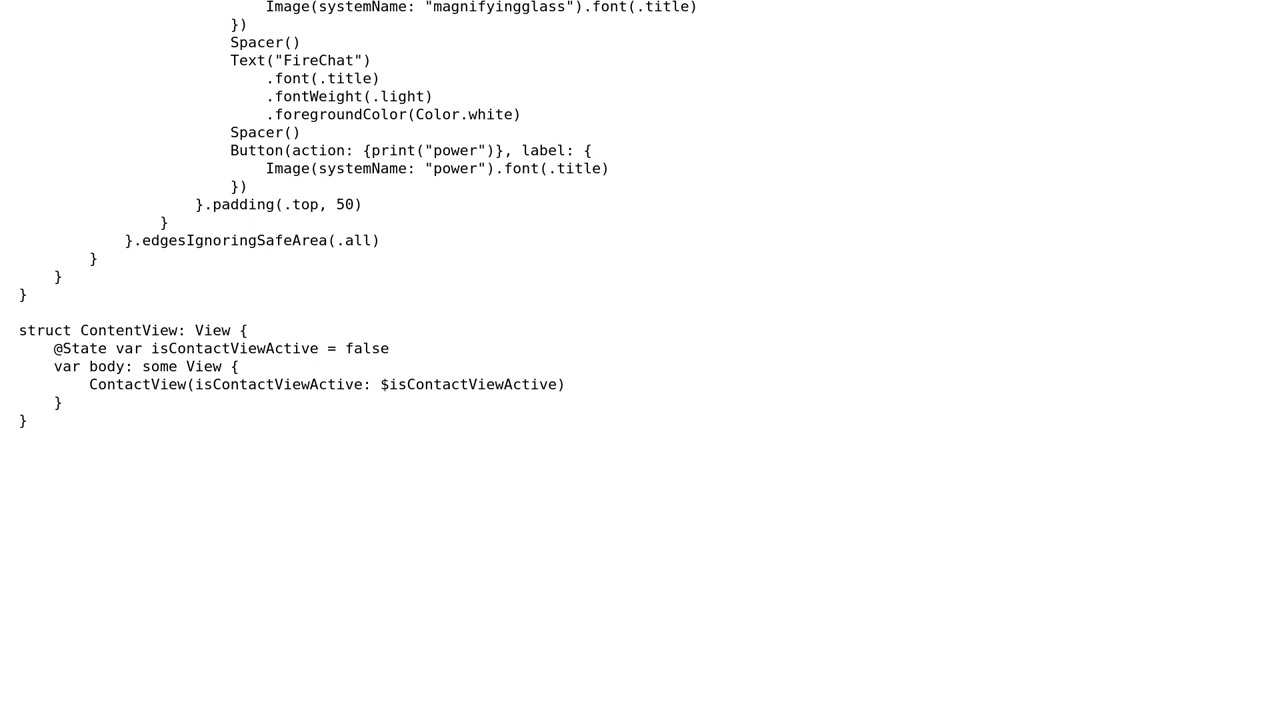 Image(systemName: "magnifyingglass").font(.title)
                        })
                        Spacer()
                        Text("FireChat")
                            .font(.title)
                            .fontWeight(.light)
                            .foregroundColor(Color.white)
                        Spacer()
                        Button(action: {print("power")}, label: {
                            Image(systemName: "power").font(.title)
                        })
                    }.padding(.top, 50)
                }
            }.edgesIgnoringSafeArea(.all)
        }
    }
}

struct ContentView: View {
    @State var isContactViewActive = false
    var body: some View {
        ContactView(isContactViewActive: $isContactViewActive)
    }
}